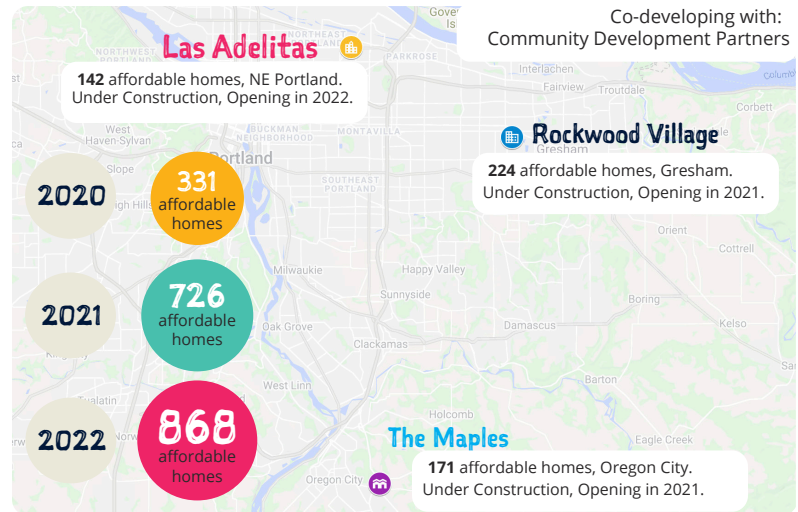 Co-developing with:
Community Development Partners
Las Adelitas
142 affordable homes, NE Portland.
Under Construction, Opening in 2022.
Rockwood Village
224 affordable homes, Gresham.
Under Construction, Opening in 2021.
2020
331
affordable
homes
2021
726
affordable
homes
2022
868
affordable
homes
The Maples
171 affordable homes, Oregon City.
Under Construction, Opening in 2021.
NORTHWEST
PARKROSE
Interlachen
Fairview
Troutdale
Corbett
West
Haven-Sylvan
BUCKMAN
NEIGHBORHOOD
MONTAVILLA
Slope
Portland
Gresham
SOUTHEAST
PORTLAND
Orient
Cottrell
Milwaukie
Happy Valley
Sunnyside
Boring
Oak Grove
Damascus
Kelso
Clackamas
West Linn
Barton
Holcomb
Eagle Creek
Oregon City